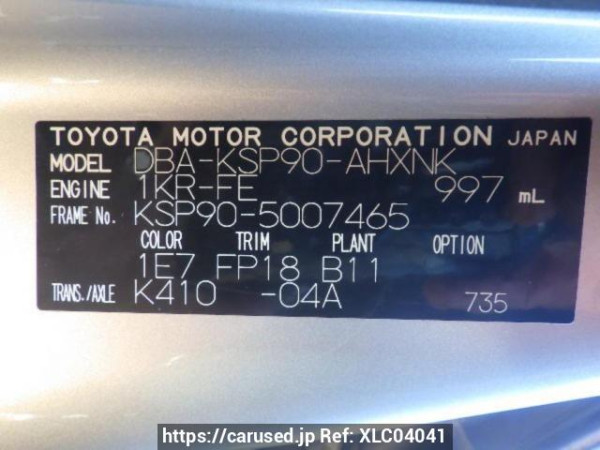 TOYOTA MOTOR CORPORATION JAPAN
MODEL DBA-KSP90-AHXNK
ENGINE 1KR-FE 997 mL
FRAME No. KSP90-5007465
COLOR TRIM PLANT OPTION
1E7 FP18 B11
TRANS./AXLE K410 -04A 735
https://carused.jp Ref: XLC04041